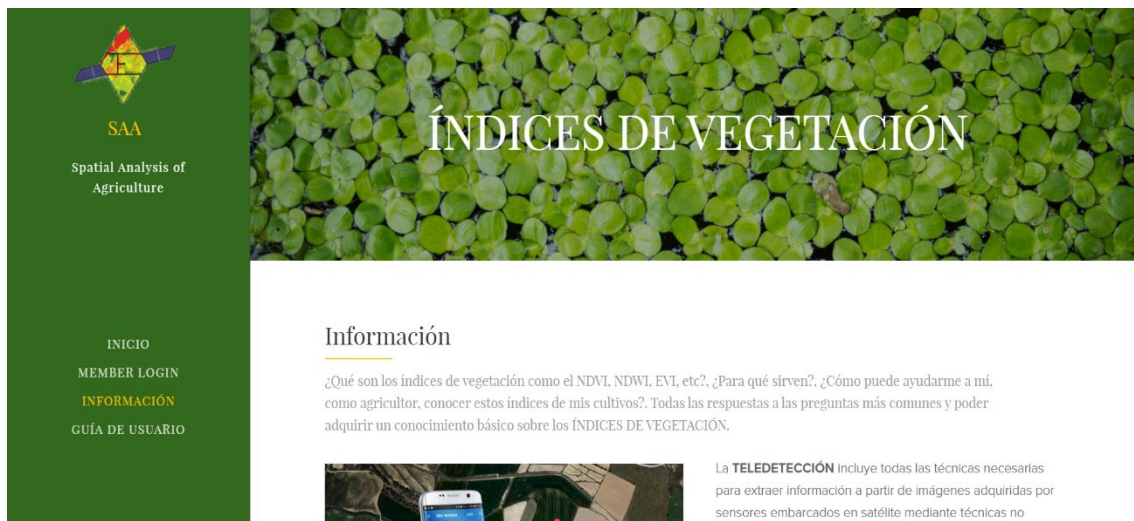 SAA
Spatial Analysis of
Agriculture
INICIO
MEMBER LOGIN
INFORMACIÓN
GUÍA DE USUARIO
ÍNDICES DE VEGETACIÓN
Información
¿Qué son los índices de vegetación como el NDVI, NDWI, EVI, etc?, ¿Para qué sirven?, ¿Cómo puede ayudarme a mí,
como agricultor, conocer estos índices de mis cultivos?. Todas las respuestas a las preguntas más comunes y poder
adquirir un conocimiento básico sobre los ÍNDICES DE VEGETACIÓN.
La TELEDETECCIÓN incluye todas las técnicas necesarias
para extraer información a partir de imágenes adquiridas por
sensores embarcados en satélite mediante técnicas no